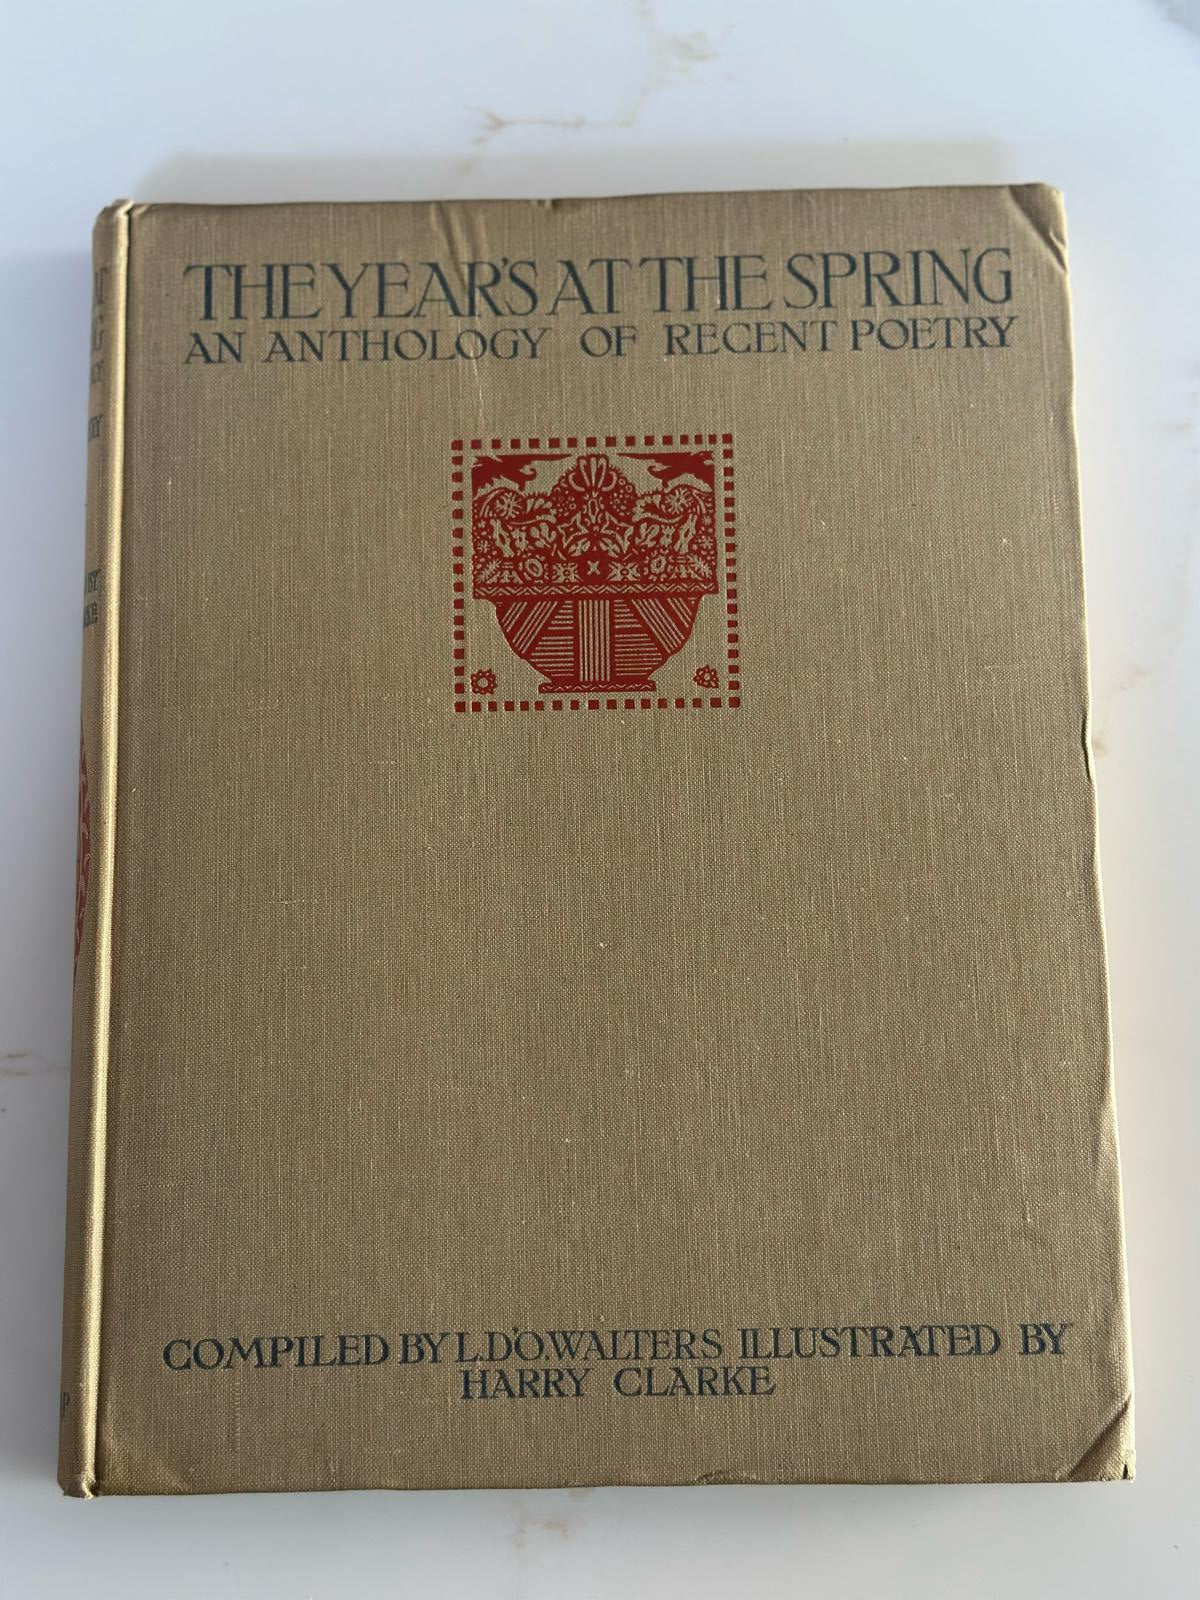 THE YEAR'S AT THE SPRING
AN ANTHOLOGY OF RECENT POETRY
COMPILED BY L.D'O.WALTERS ILLUSTRATED BY
HARRY CLARKE